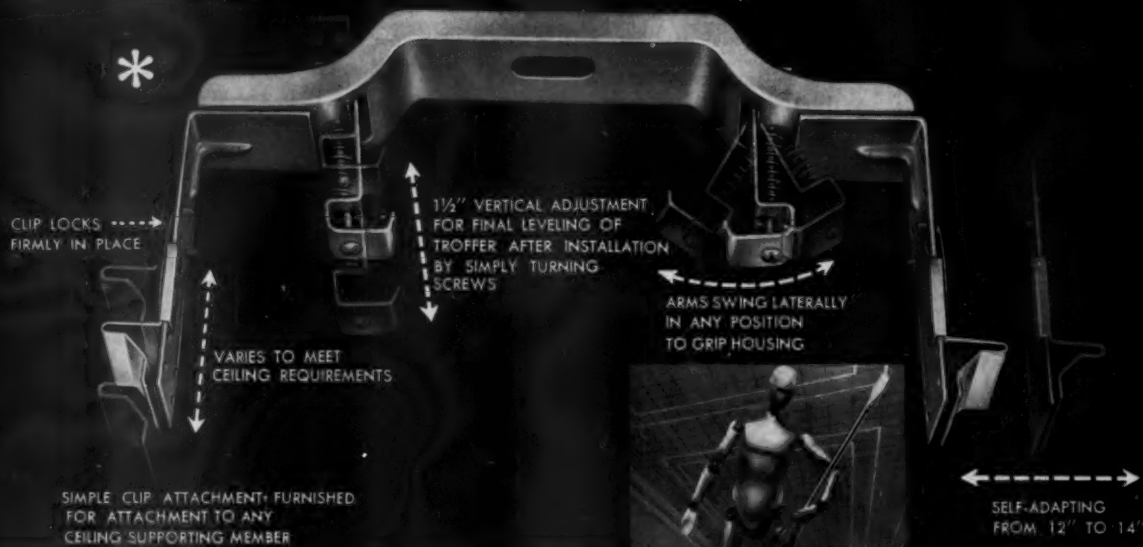 *
CLIP LOCKS
FIRMLY IN PLACE
1½" VERTICAL ADJUSTMENT
FOR FINAL LEVELING OF
TROFFER AFTER INSTALLATION
BY SIMPLY TURNING
SCREWS
ARMS SWING LATERALLY
IN ANY POSITION
TO GRIP HOUSING
VARIES TO MEET
CEILING REQUIREMENTS
SIMPLE CLIP ATTACHMENT FURNISHED
FOR ATTACHMENT TO ANY
CEILING SUPPORTING MEMBER
SELF-ADAPTING
FROM 12" TO 14"